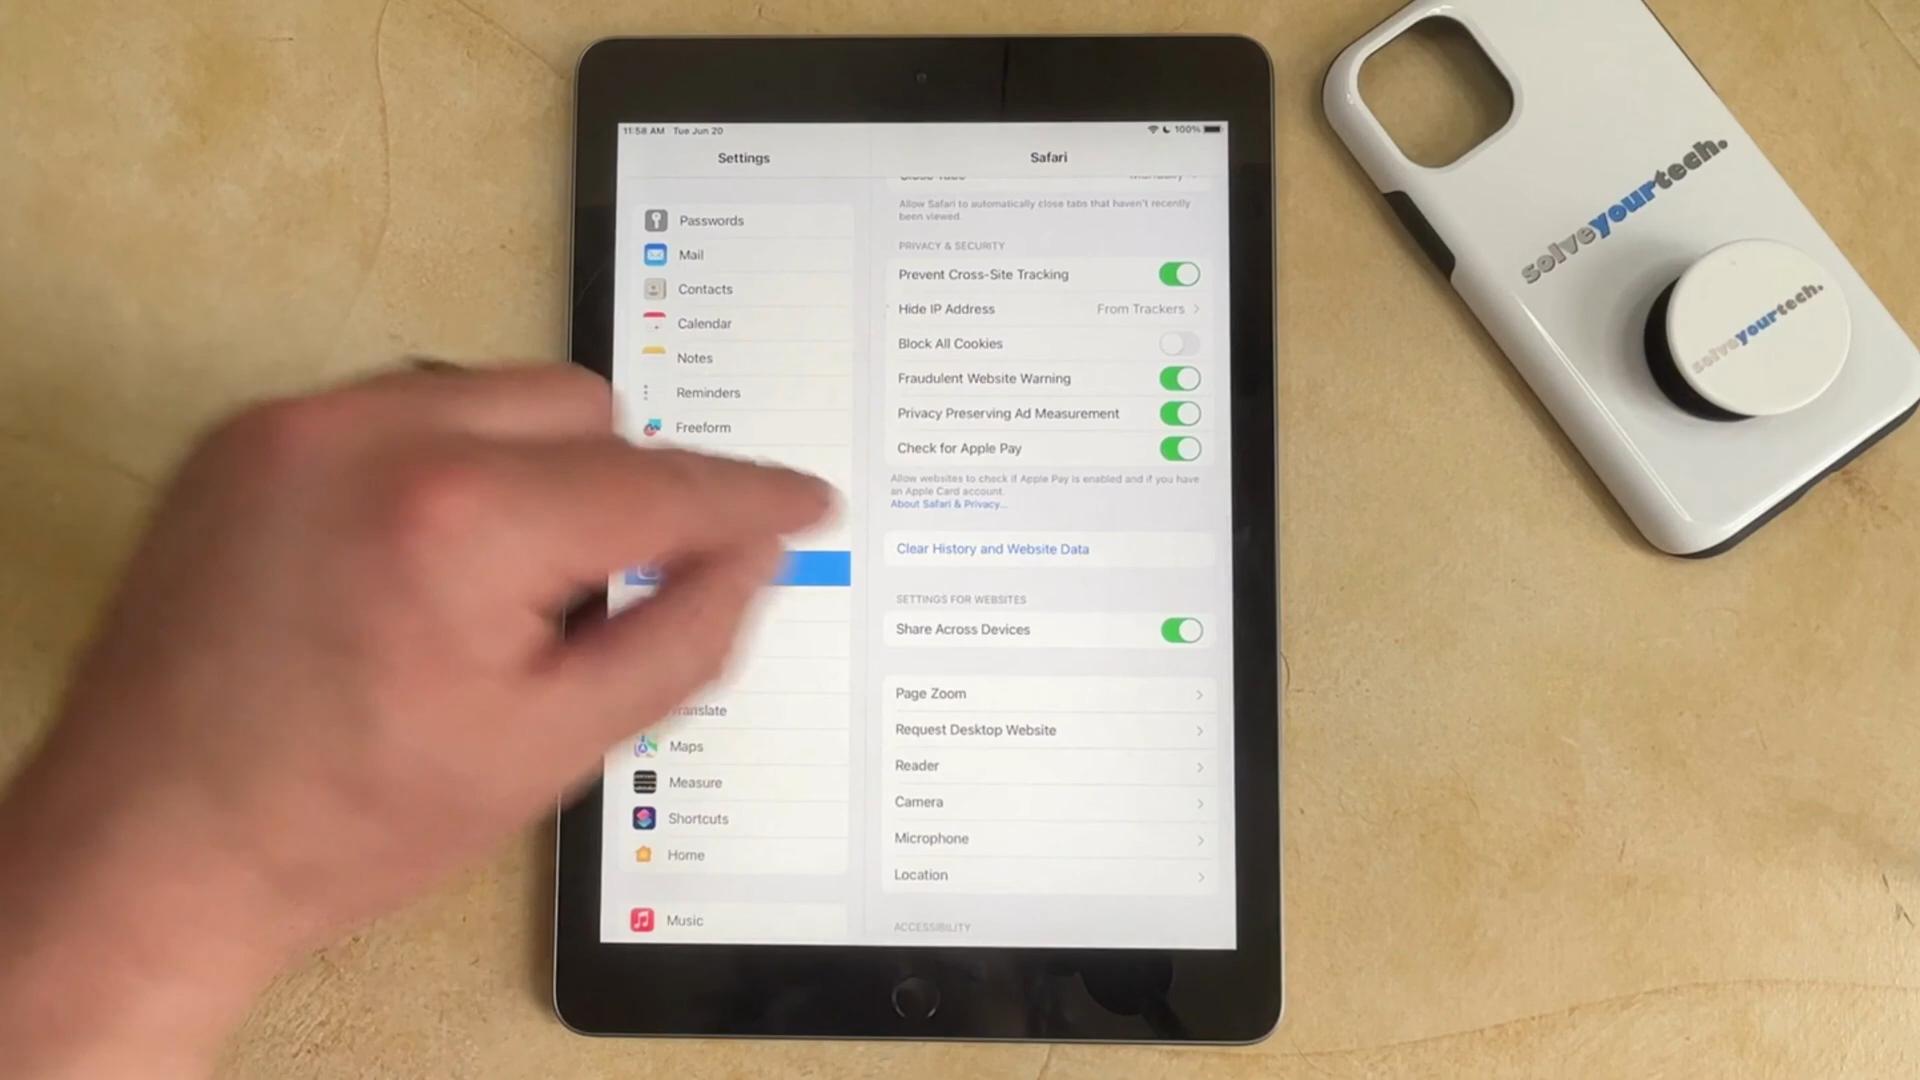 11:58 AM Tue Jun 20
100%
Settings
Passwords
Mail
Contacts
Calendar
Notes
Reminders
Freeform
Translate
Maps
Measure
Shortcuts
Home
Music
Safari
Close Tabs Manually
Allow Safari to automatically close tabs that haven't recently
been viewed.
PRIVACY & SECURITY
Prevent Cross-Site Tracking
Hide IP Address From Trackers
Block All Cookies
Fraudulent Website Warning
Privacy Preserving Ad Measurement
Check for Apple Pay
Allow websites to check if Apple Pay is enabled and if you have
an Apple Card account.
About Safari & Privacy...
Clear History and Website Data
SETTINGS FOR WEBSITES
Share Across Devices
Page Zoom
Request Desktop Website
Reader
Camera
Microphone
Location
ACCESSIBILITY
solveyourtech.
solveyourtech.